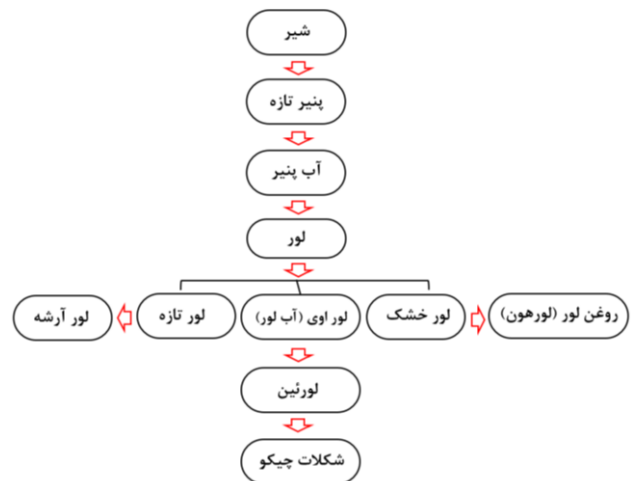 شیر
پنیر تازه
آب پنیر
لور
روغن لور (لورهون)
لور خشک
لور اوی (آب لور)
لور تازه
لور آرشه
لورئین
شکلات چیکو